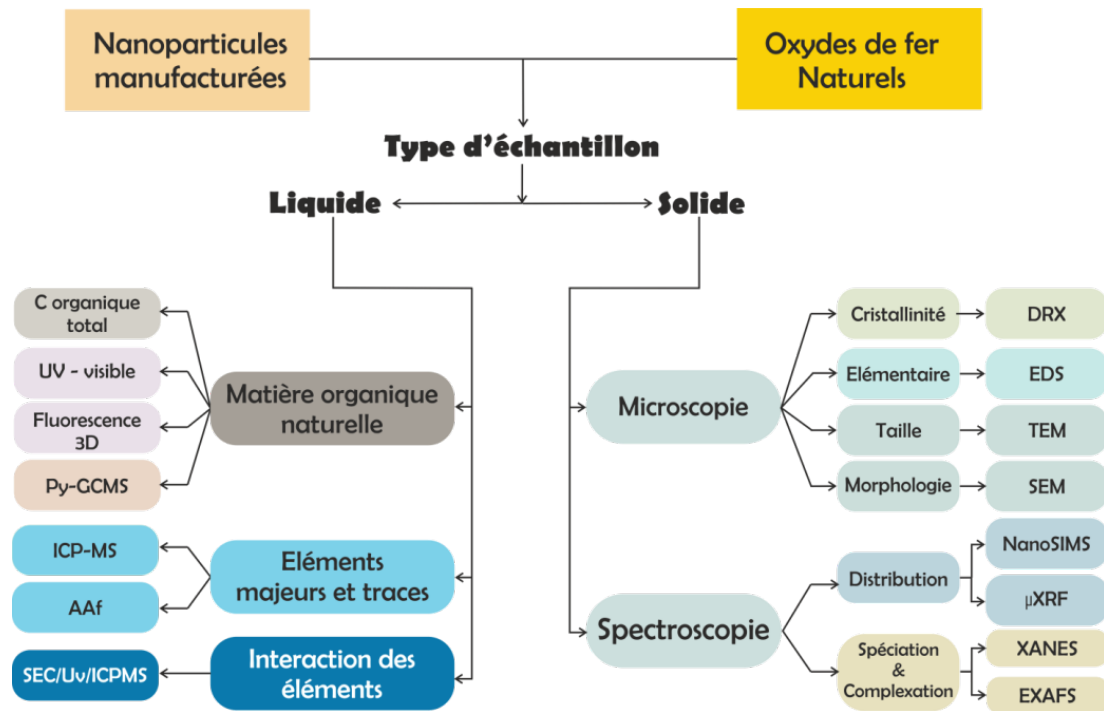 Nanoparticules
manufacturées
Oxydes de fer
Naturels
Type d'échantillon
Liquide
Solide
C organique
total
UV - visible
Fluorescence
3D
Py-GCMS
Matière organique
naturelle
ICP-MS
AAf
Eléments
majeurs et traces
SEC/Uv/ICPMS
Interaction des
éléments
Microscopie
Cristallinité
DRX
Elémentaire
EDS
Taille
TEM
Morphologie
SEM
Spectroscopie
Distribution
NanoSIMS
µXRF
Spéciation
&
Complexation
XANES
EXAFS